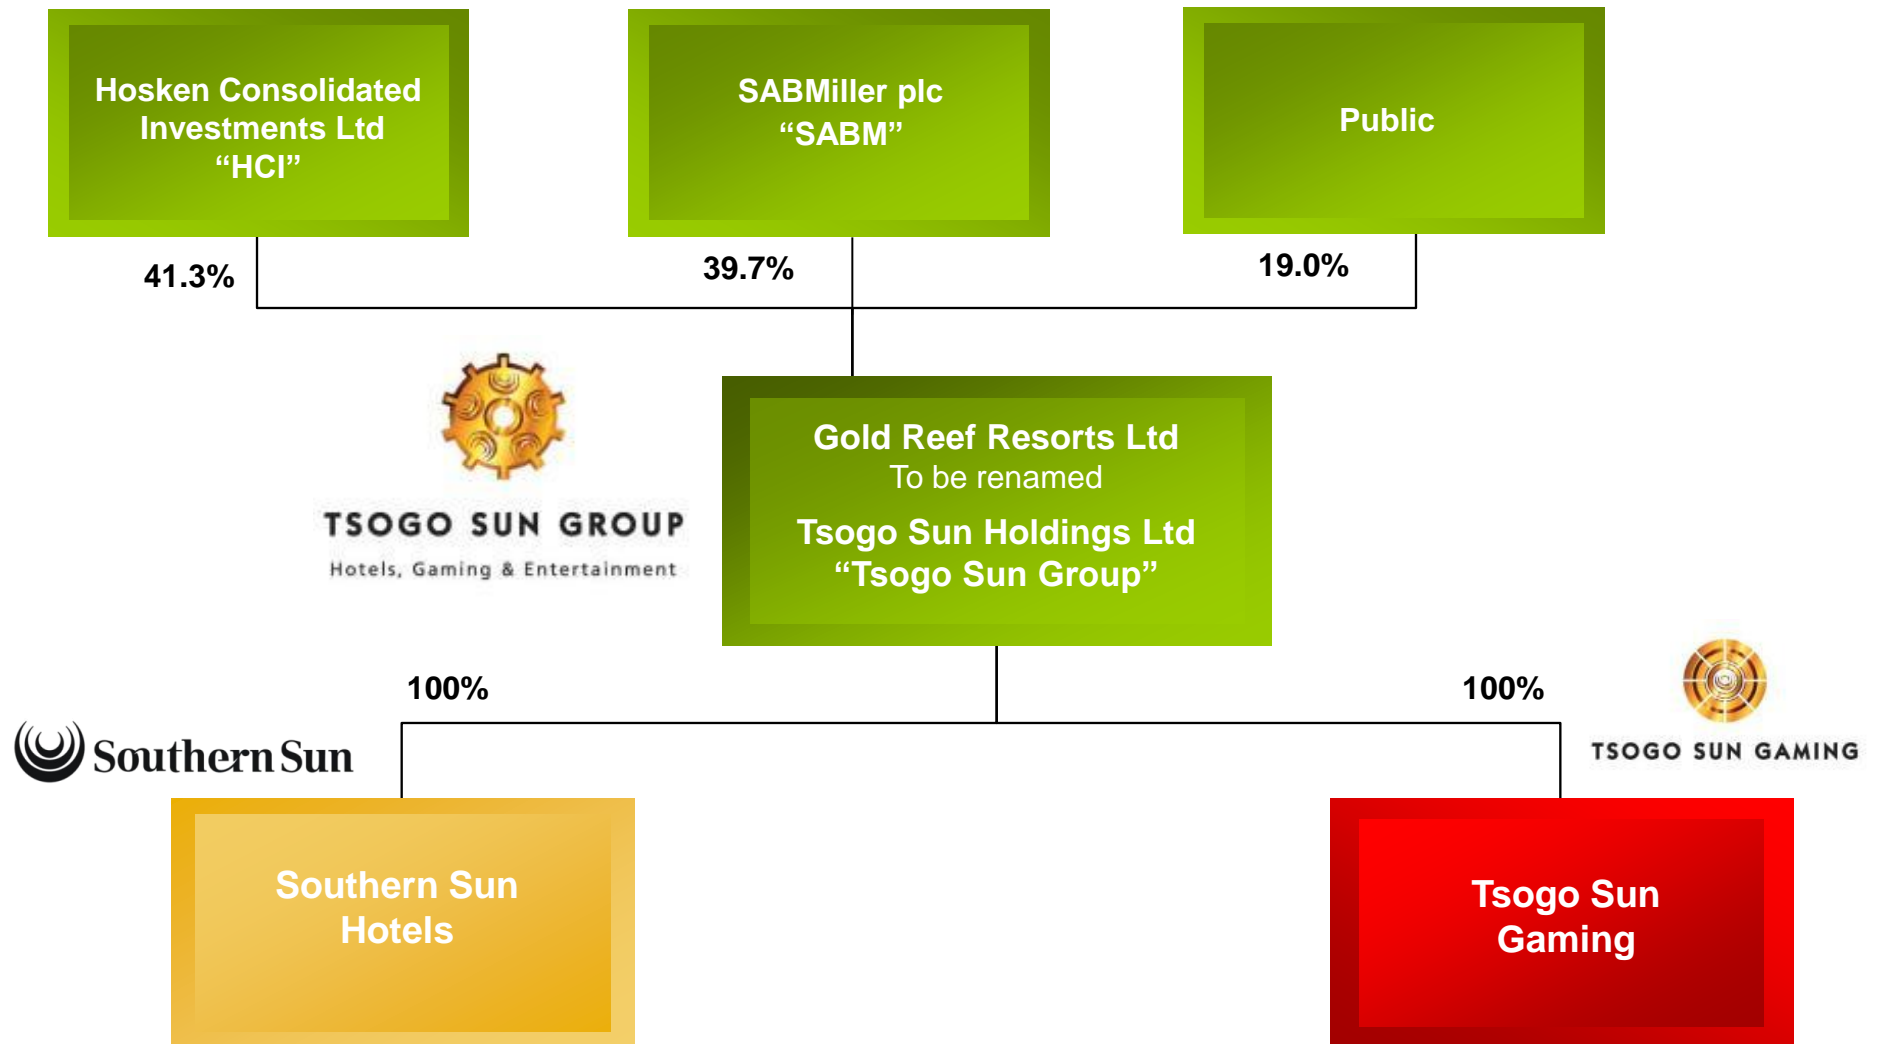 Hosken Consolidated
Investments Ltd
“HCI”
SABMiller plc
“SABM”
Public
41.3%
39.7%
19.0%
TSOGO SUN GROUP
Hotels, Gaming & Entertainment
Gold Reef Resorts Ltd
To be renamed
Tsogo Sun Holdings Ltd
“Tsogo Sun Group”
100%
100%
Southern Sun
TSOGO SUN GAMING
Southern Sun
Hotels
Tsogo Sun
Gaming